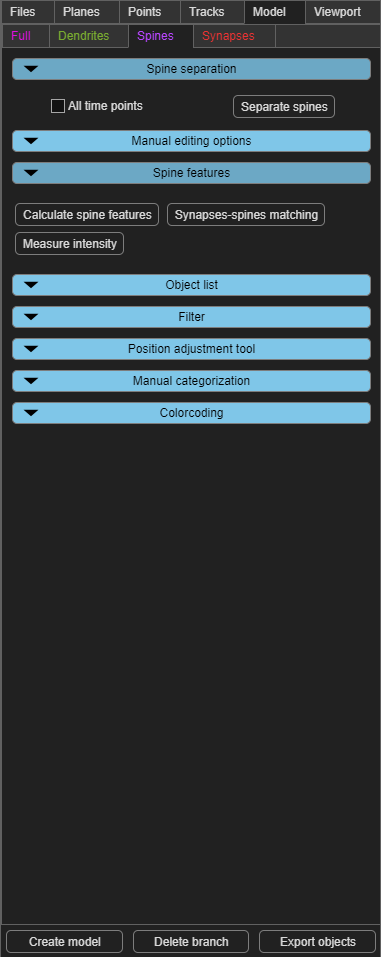 Files Planes Points Tracks Model Viewport
Full Dendrites Spines Synapses
Spine separation
All time points Separate spines
Manual editing options
Spine features
Calculate spine features Synapses-spines matching
Measure intensity
Object list
Filter
Position adjustment tool
Manual categorization
Colorcoding
Create model Delete branch Export objects